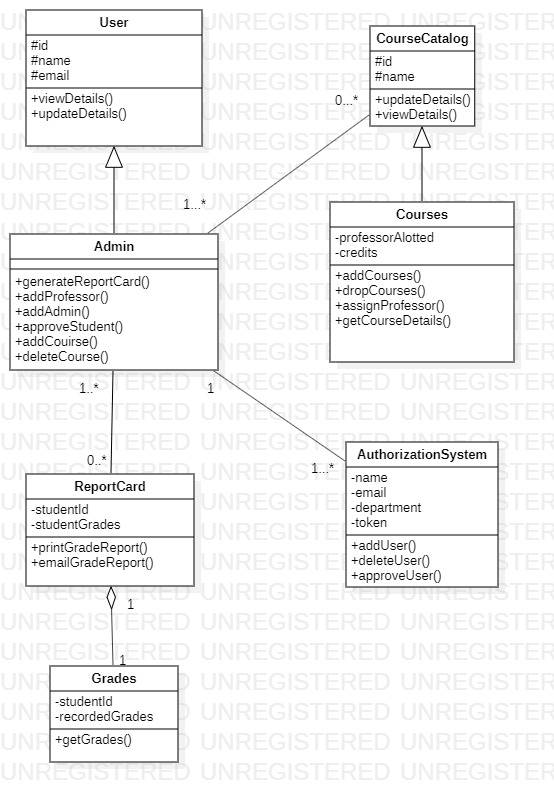 User
#id
#name
#email
+viewDetails()
+updateDetails()
CourseCatalog
#id
#name
+updateDetails()
+viewDetails()
0...*
1...*
Courses
-professorAlotted
-credits
+addCourses()
+dropCourses()
+assignProfessor()
+getCourseDetails()
Admin
+generateReportCard()
+addProfessor()
+addAdmin()
+approveStudent()
+addCouirse()
+deleteCourse()
1..*
1
0..*
1...*
ReportCard
-studentId
-studentGrades
+printGradeReport()
+emailGradeReport()
AuthorizationSystem
-name
-email
-department
-token
+addUser()
+deleteUser()
+approveUser()
1
1
Grades
-studentId
-recordedGrades
+getGrades()
UNREGISTERED